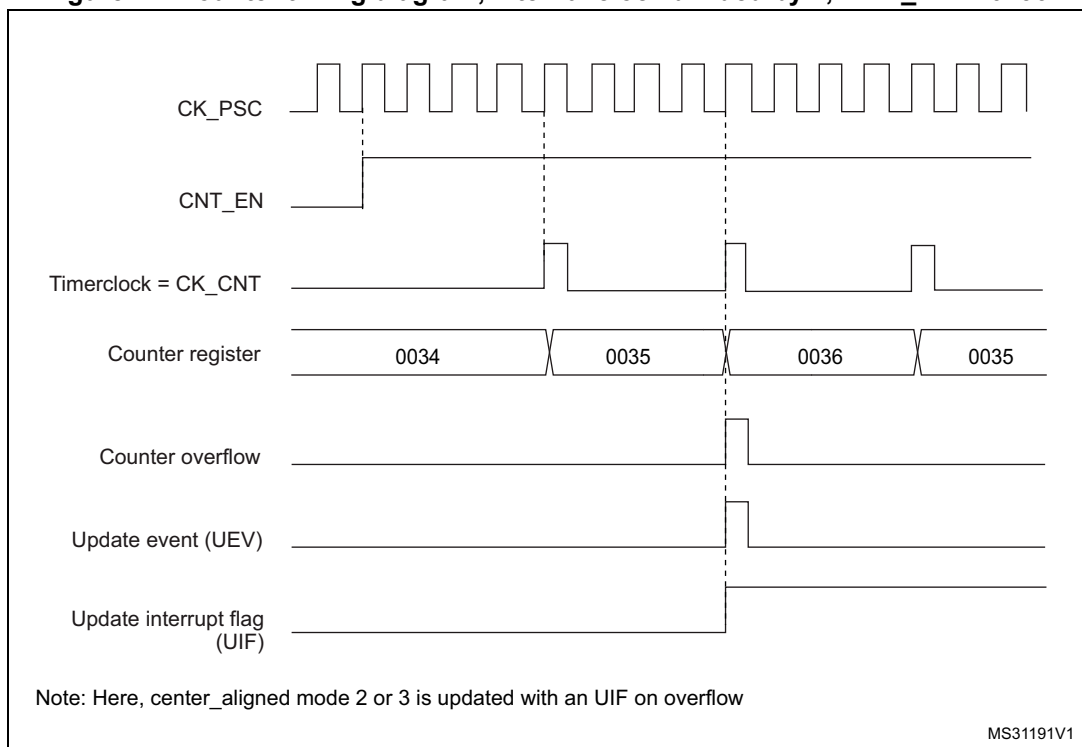 CK_PSC
CNT_EN
Timerclock = CK_CNT
Counter register 0034 0035 0036 0035
Counter overflow
Update event (UEV)
Update interrupt flag
(UIF)
Note: Here, center_aligned mode 2 or 3 is updated with an UIF on overflow
MS31191V1